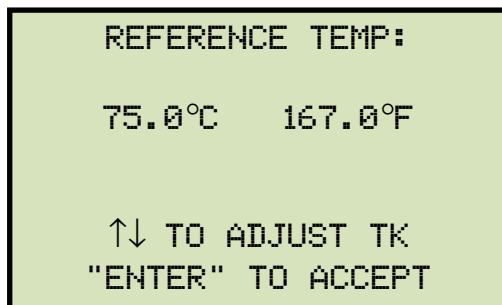 REFERENCE TEMP:
75.0°C 167.0°F
↑↓ TO ADJUST TK
"ENTER" TO ACCEPT